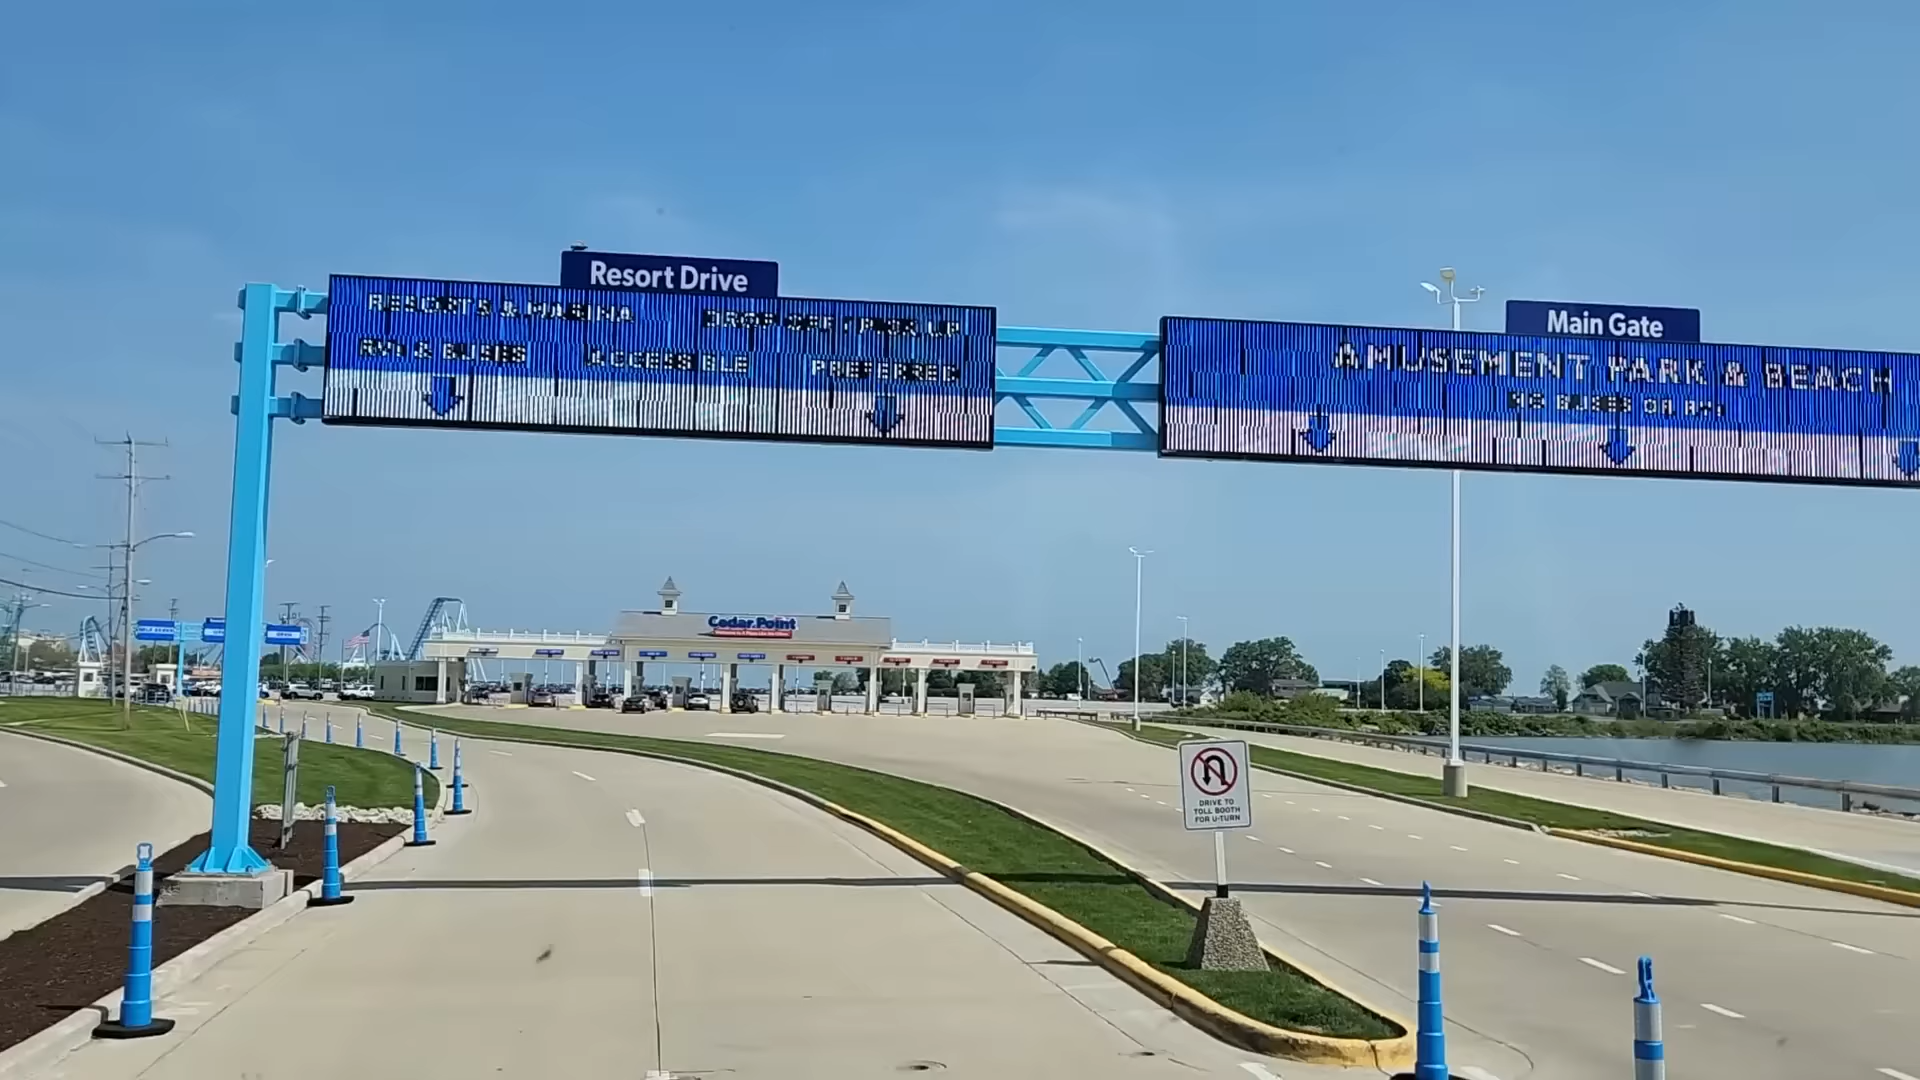 Resort Drive
RESORTS & MARINA
DROP OFF / PICK UP
RVs & BUSES
ACCESSIBLE
PREFERRED
Main Gate
AMUSEMENT PARK & BEACH
NO BUSES OR RVs
Cedar Point
DRIVE TO
TOLL BOOTH
FOR U-TURN